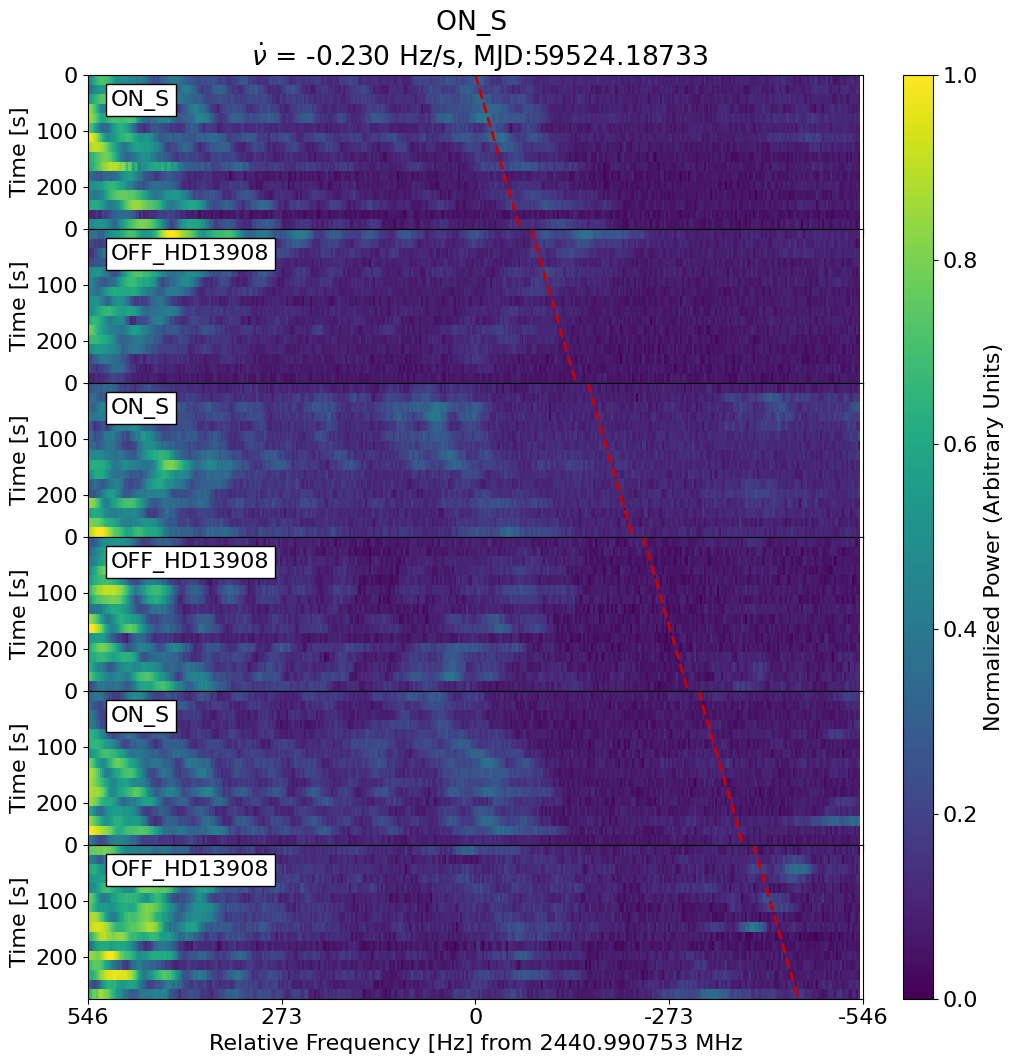 ON_S
ν̇ = -0.230 Hz/s, MJD:59524.18733
0
100
200
Time [s]
ON_S
0
100
200
Time [s]
OFF_HD13908
0
100
200
Time [s]
ON_S
0
100
200
Time [s]
OFF_HD13908
0
100
200
Time [s]
ON_S
0
100
200
Time [s]
OFF_HD13908
546
273
0
-273
-546
Relative Frequency [Hz] from 2440.990753 MHz
1.0
0.8
0.6
0.4
0.2
0.0
Normalized Power (Arbitrary Units)